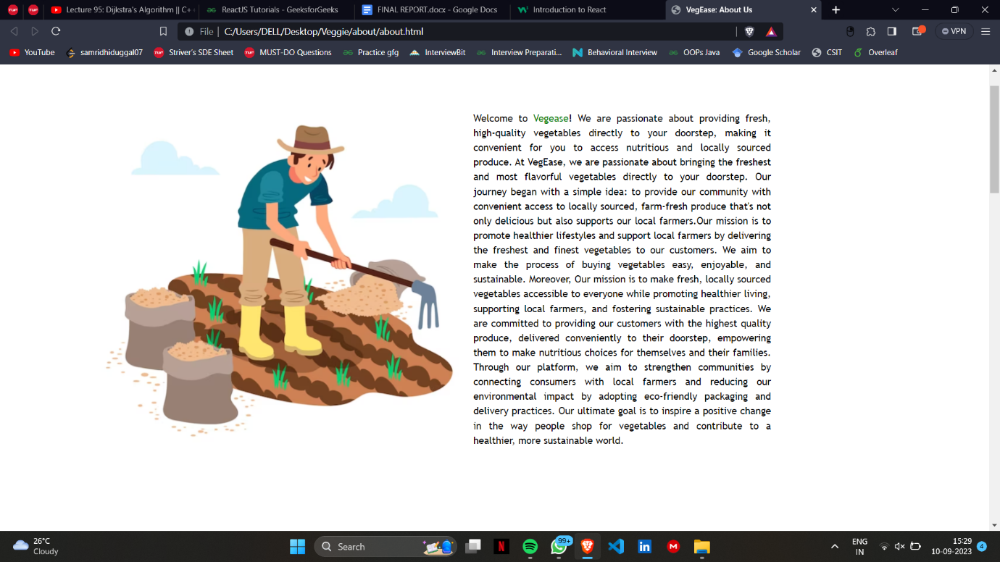 Lecture 95: Dijkstra's Algorithm || C+
ReactJS Tutorials - GeeksforGeeks
FINAL REPORT.docx - Google Docs
Introduction to React
VegEase: About Us
File | C:/Users/DELL/Desktop/Veggie/about/about.html
VPN
YouTube
samridhiduggal07
Striver's SDE Sheet
MUST-DO Questions
Practice gfg
InterviewBit
Interview Preparati...
Behavioral Interview
OOPs Java
Google Scholar
CSIT
Overleaf
Welcome to Vegease! We are passionate about providing fresh,
high-quality vegetables directly to your doorstep, making it
convenient for you to access nutritious and locally sourced
produce. At VegEase, we are passionate about bringing the freshest
and most flavorful vegetables directly to your doorstep. Our
journey began with a simple idea: to provide our community with
convenient access to locally sourced, farm-fresh produce that's not
only delicious but also supports our local farmers.Our mission is to
promote healthier lifestyles and support local farmers by delivering
the freshest and finest vegetables to our customers. We aim to
make the process of buying vegetables easy, enjoyable, and
sustainable. Moreover, Our mission is to make fresh, locally sourced
vegetables accessible to everyone while promoting healthier living,
supporting local farmers, and fostering sustainable practices. We
are committed to providing our customers with the highest quality
produce, delivered conveniently to their doorstep, empowering
them to make nutritious choices for themselves and their families.
Through our platform, we aim to strengthen communities by
connecting consumers with local farmers and reducing our
environmental impact by adopting eco-friendly packaging and
delivery practices. Our ultimate goal is to inspire a positive change
in the way people shop for vegetables and contribute to a
healthier, more sustainable world.
26°C
Cloudy
Search
99+
ENG
IN
15:29
10-09-2023
4